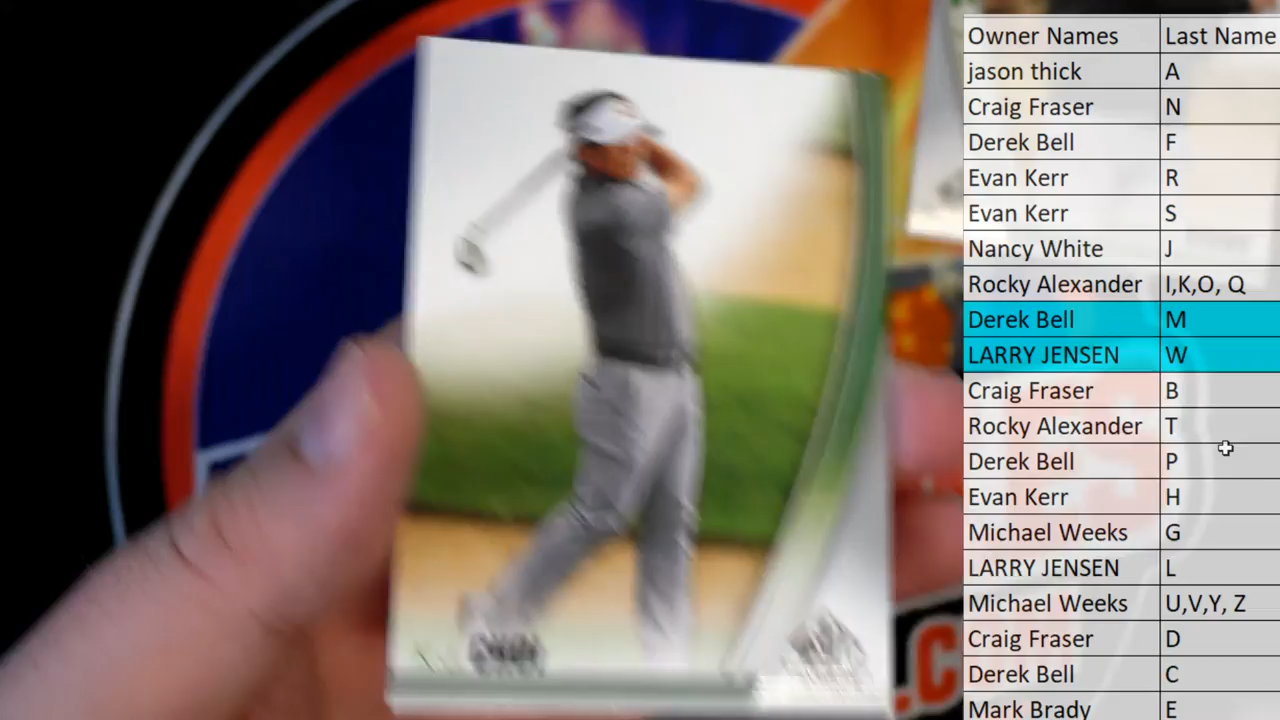 Owner Names Last Name
jason thick A
Craig Fraser N
Derek Bell F
Evan Kerr R
Evan Kerr S
Nancy White J
Rocky Alexander I,K,O, Q
Derek Bell M
LARRY JENSEN W
Craig Fraser B
Rocky Alexander T
Derek Bell P
Evan Kerr H
Michael Weeks G
LARRY JENSEN L
Michael Weeks U,V,Y, Z
Craig Fraser D
Derek Bell C
Mark Brady E